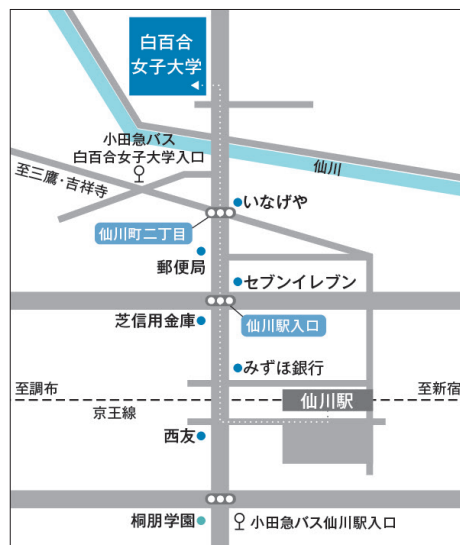 白百合
女子大学
小田急バス
白百合女子大学入口
仙川
至三鷹・吉祥寺
いなげや
仙川町二丁目
郵便局
セブンイレブン
芝信用金庫
仙川駅入口
みずほ銀行
至調布
至新宿
仙川駅
京王線
西友
桐朋学園
小田急バス仙川駅入口